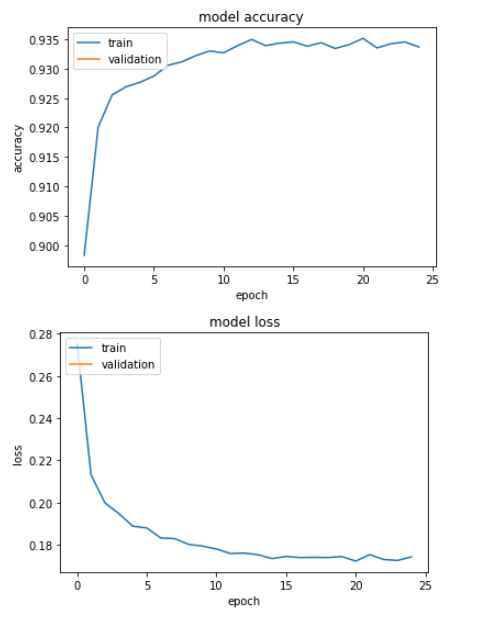 model accuracy
train
validation
0.935
0.930
0.925
0.920
0.915
0.910
0.905
0.900
accuracy
0 5 10 15 20 25
epoch
model loss
train
validation
0.28
0.26
0.24
0.22
0.20
0.18
loss
0 5 10 15 20 25
epoch